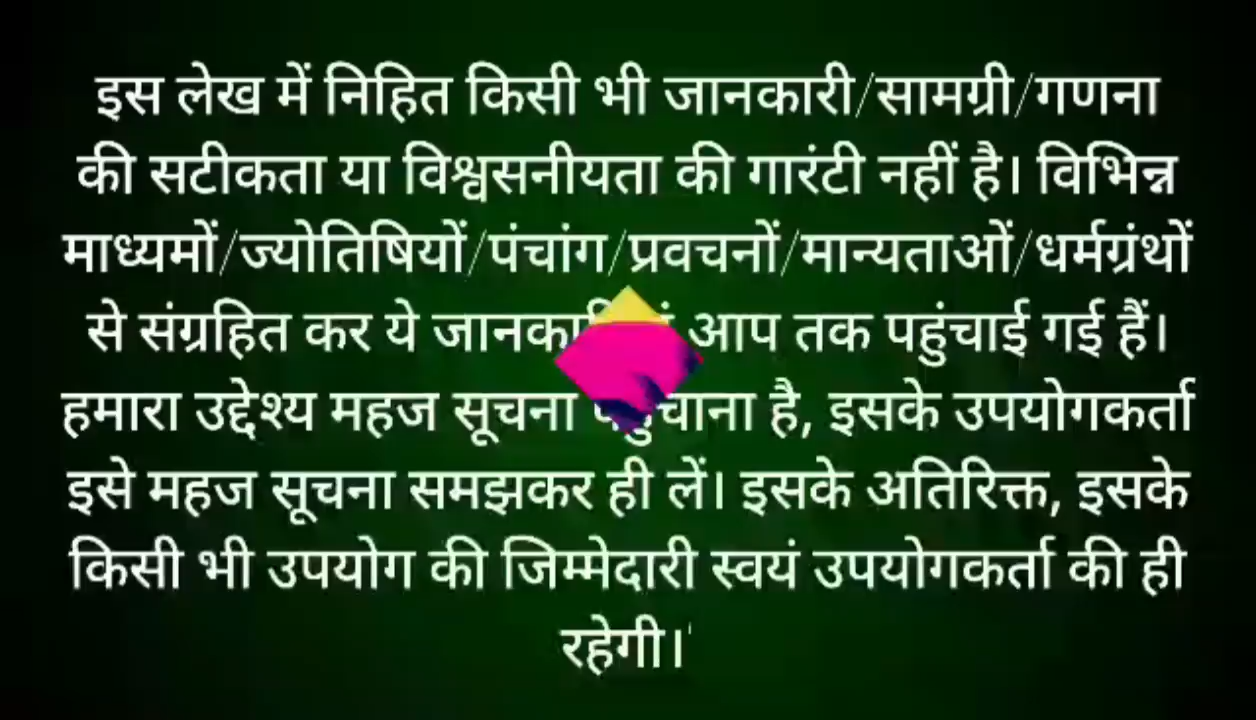 इस लेख में निहित किसी भी जानकारी/सामग्री/गणना
की सटीकता या विश्वसनीयता की गारंटी नहीं है। विभिन्न
माध्यमों/ज्योतिषियों/पंचांग/प्रवचनों/मान्यताओं/धर्मग्रंथों
से संग्रहित कर ये आप तक पहुंचाई गई हैं।
हमारा उद्देश्य महज सूचना है, इसके उपयोगकर्ता
इसे महज सूचना समझकर ही लें। इसके अतिरिक्त, इसके
किसी भी उपयोग की जिम्मेदारी स्वयं उपयोगकर्ता की ही
रहेगी।'